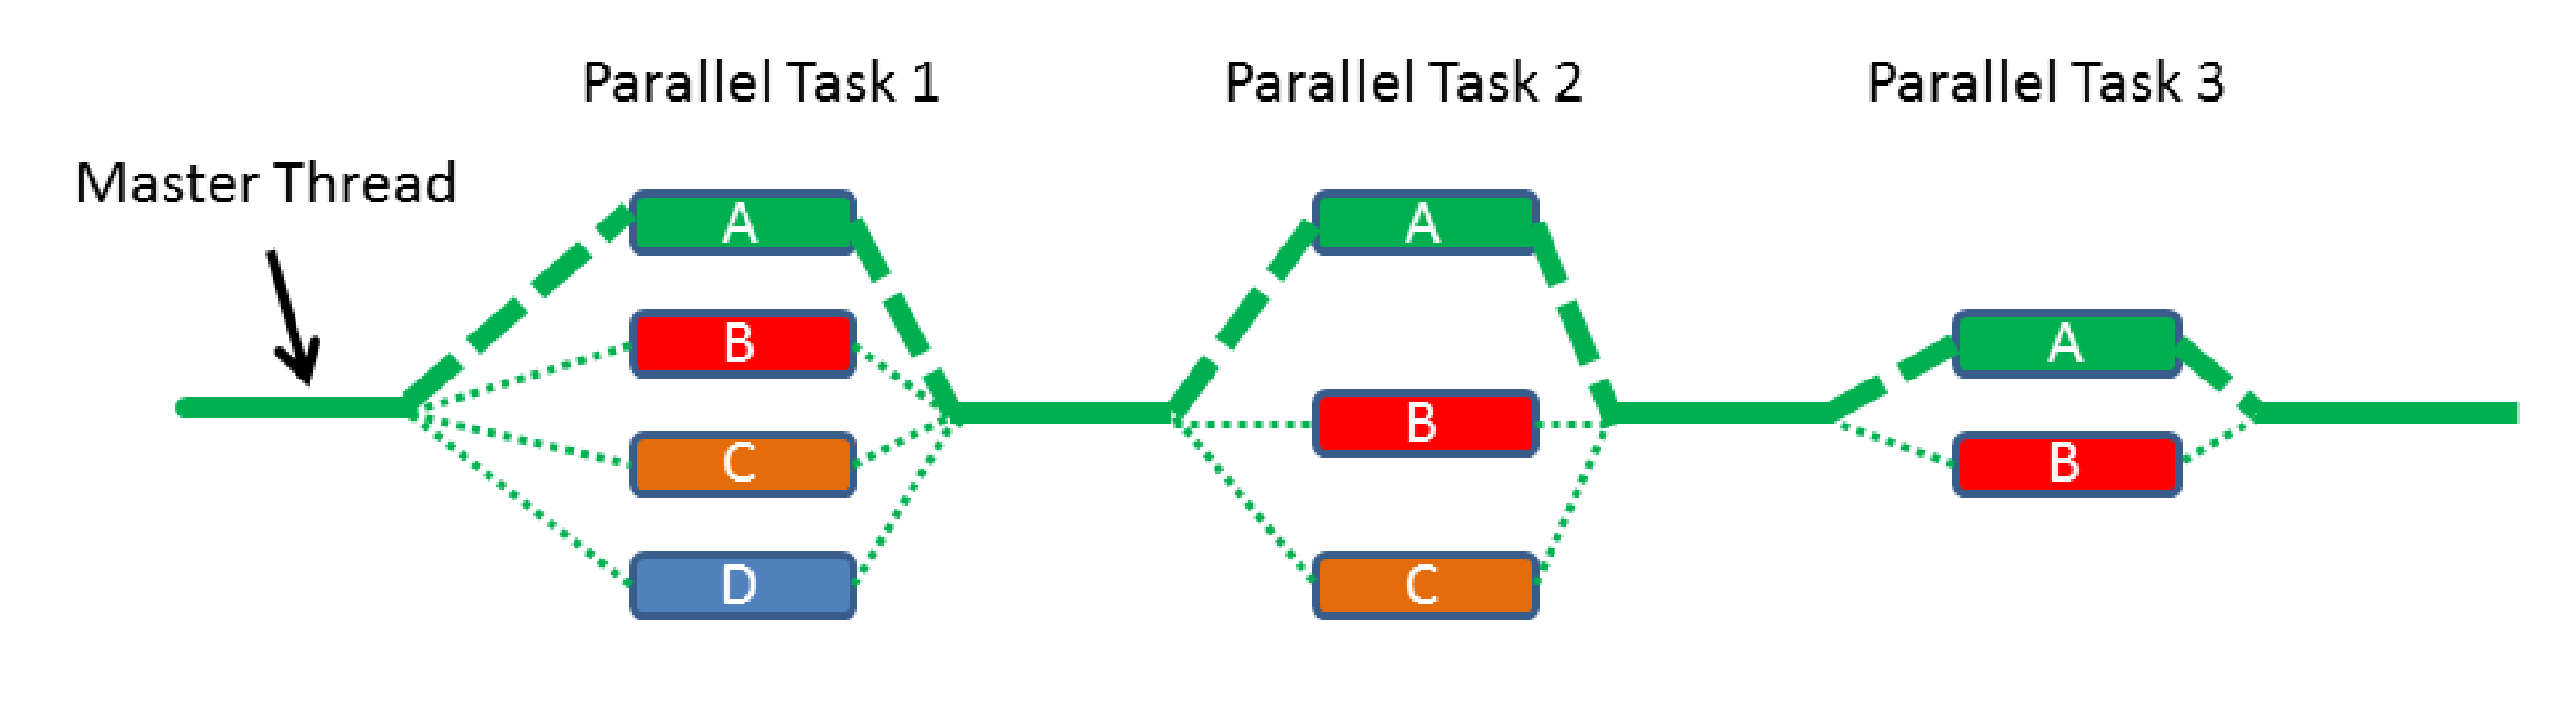 Parallel Task 1
Parallel Task 2
Parallel Task 3
Master Thread
A
B
C
D
A
B
C
A
B